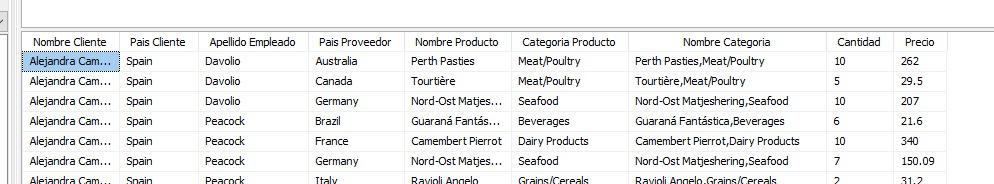 Nombre Cliente Pais Cliente Apellido Empleado Pais Proveedor Nombre Producto Categoria Producto Nombre Categoria Cantidad Precio
Alejandra Cam... Spain Davolio Australia Perth Pasties Meat/Poultry Perth Pasties,Meat/Poultry 10 262
Alejandra Cam... Spain Davolio Canada Tourtière Meat/Poultry Tourtière,Meat/Poultry 5 29.5
Alejandra Cam... Spain Davolio Germany Nord-Ost Matjes... Seafood Nord-Ost Matjeshering,Seafood 10 207
Alejandra Cam... Spain Peacock Brazil Guaraná Fantás... Beverages Guaraná Fantástica,Beverages 6 21.6
Alejandra Cam... Spain Peacock France Camembert Pierrot Dairy Products Camembert Pierrot,Dairy Products 10 340
Alejandra Cam... Spain Peacock Germany Nord-Ost Matjes... Seafood Nord-Ost Matjeshering,Seafood 7 150.09
Alejandra Cam... Spain Peacock Italy Ravioli Angelo Grains/Cereals Ravioli Angelo,Grains/Cereals 2 31.2